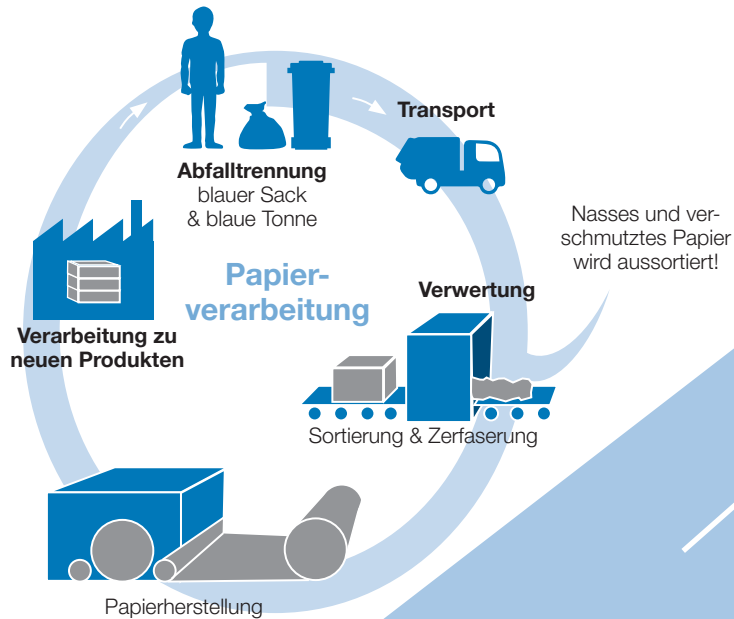 Transport
Abfalltrennung
blauer Sack
& blaue Tonne
Nasses und ver-
schmutztes Papier
wird aussortiert!
Papier-
verarbeitung
Verwertung
Verarbeitung zu
neuen Produkten
Sortierung & Zerfaserung
Papierherstellung